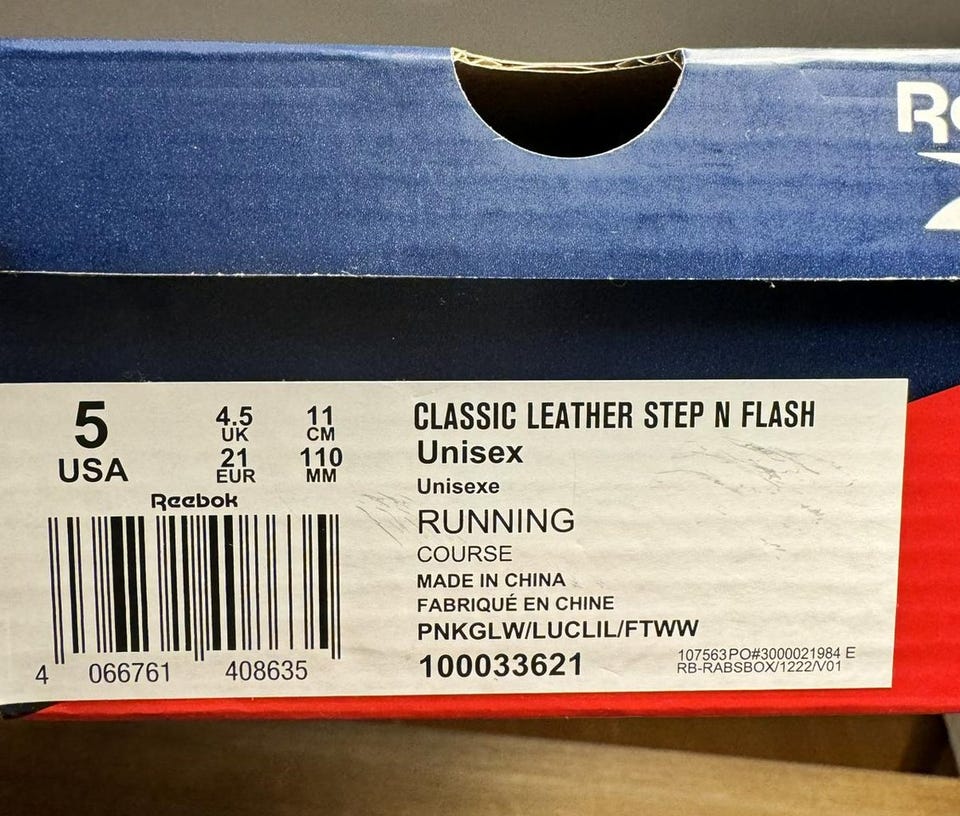 5
USA
4.5
UK
21
EUR
11
CM
110
MM
Reebok
4 066761 408635
CLASSIC LEATHER STEP N FLASH
Unisex
Unisexe
RUNNING
COURSE
MADE IN CHINA
FABRIQUÉ EN CHINE
PNKGLW/LUCLIL/FTWW
100033621
107563PO#3000021984 E
RB-RABSBOX/1222/V01